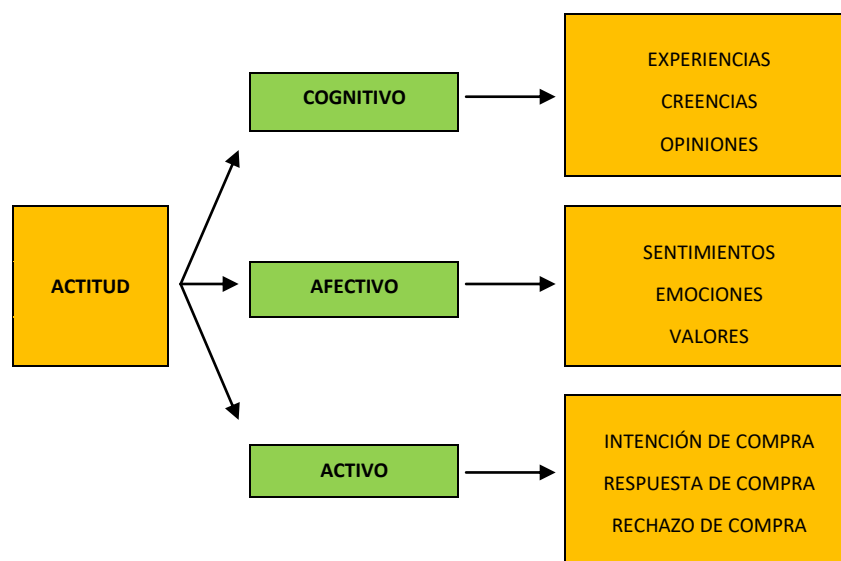 ACTITUD
COGNITIVO
EXPERIENCIAS
CREENCIAS
OPINIONES
AFECTIVO
SENTIMIENTOS
EMOCIONES
VALORES
ACTIVO
INTENCIÓN DE COMPRA
RESPUESTA DE COMPRA
RECHAZO DE COMPRA